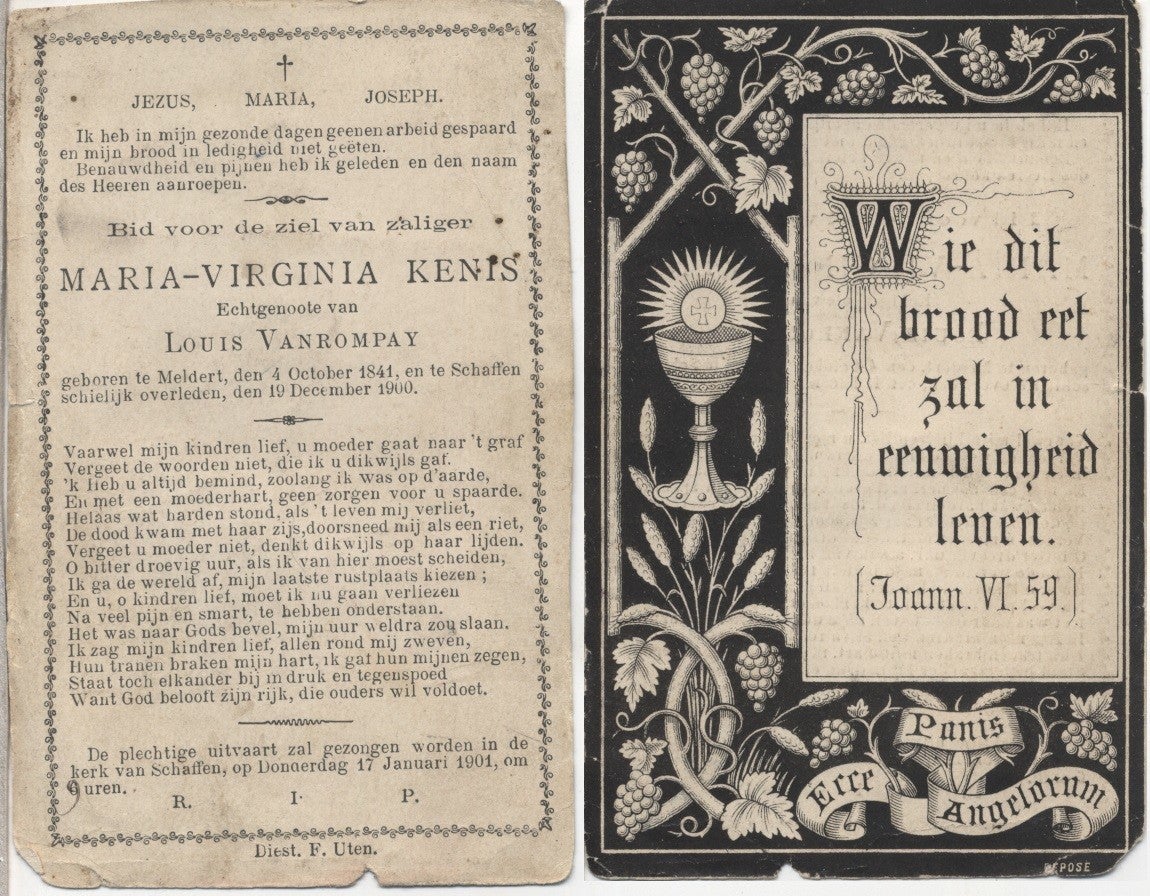 JEZUS, MARIA, JOSEPH.
Ik heb in mijn gezonde dagen geenen arbeid gespaard
en mijn brood in ledigheid niet geëten.
Benauwdheid en pijnen heb ik geleden en den naam
des Heeren aanroepen.
Bid voor de ziel van zaliger
MARIA-VIRGINIA KENIS
Echtgenoote van
LOUIS VANROMPAY
geboren te Meldert, den 4 October 1841, en te Schaffen
schielijk overleden, den 19 December 1900.
Vaarwel mijn kindren lief, u moeder gaat naar 't graf
Vergeet de woorden niet, die ik u dikwijls gaf.
'k Heb u altijd bemind, zoolang ik was op d'aarde,
En met een moederhart, geen zorgen voor u spaarde.
Helaas wat harden stond, als 't leven mij verliet,
De dood kwam met haar zijs, doorsneed mij als een riet,
Vergeet u moeder niet, denkt dikwijls op haar lijden.
O bitter droevig uur, als ik van hier moest scheiden,
Ik ga de wereld af, mijn laatste rustplaats kiezen ;
En u, o kindren lief, moet ik nu gaan verliezen
Na veel pijn en smart, te hebben onderstaan.
Het was naar Gods bevel, mijn uur weldra zou slaan.
Ik zag mijn kindren lief, allen rond mij zweven,
Hun tranen braken mijn hart, ik gaf hun mijnen zegen,
Staat toch elkander bij in druk en tegenspoed
Want God belooft zijn rijk, die ouders wil voldoet.
De plechtige uitvaart zal gezongen worden in de
kerk van Schaffen, op Donderdag 17 Januari 1901, om
9 uren.
R. I. P.
Diest. F. Uten.
Wie dit
brood eet
zal in
eeuwigheid
leven.
(Joann. VI. 59.)
Ecce Panis Angelorum
DEPOSE